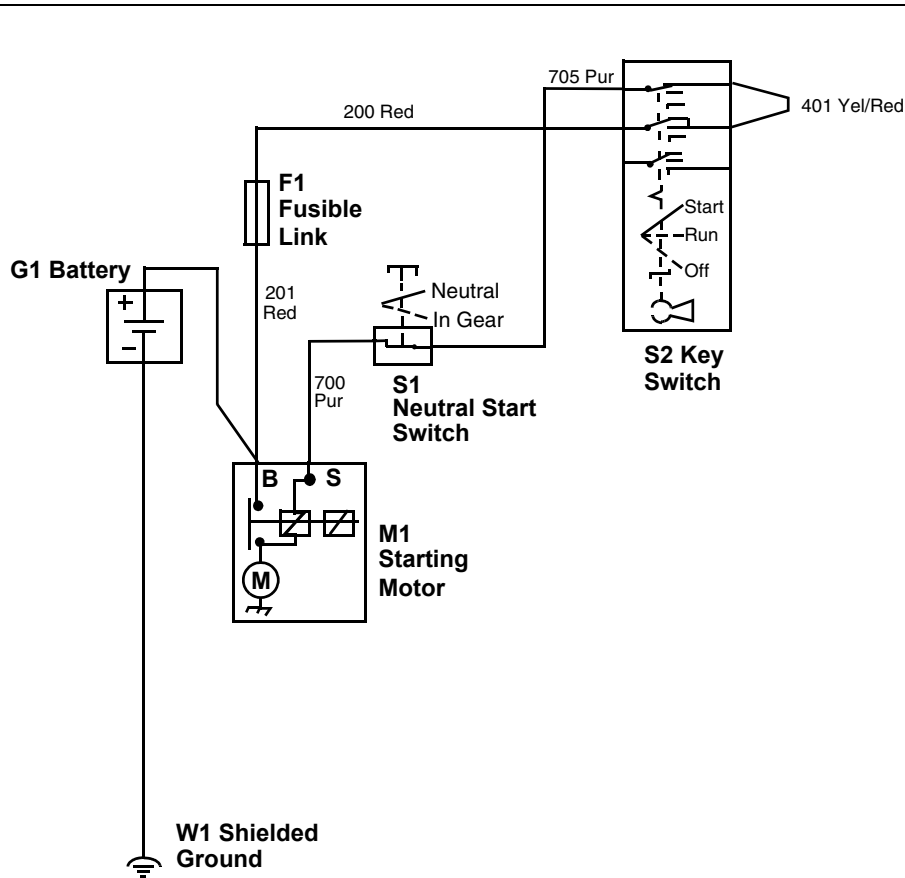 705 Pur
401 Yel/Red
200 Red
F1
Fusible
Link
Start
Run
Off
G1 Battery
+
–
201
Red
Neutral
In Gear
S2 Key
Switch
700
Pur
S1
Neutral Start
Switch
B
S
M1
Starting
Motor
M
W1 Shielded
Ground